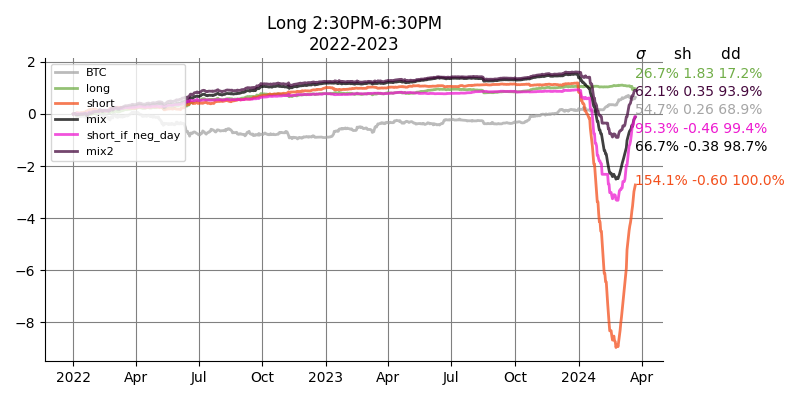 Long 2:30PM-6:30PM
2022-2023
σ sh dd
26.7% 1.83 17.2%
62.1% 0.35 93.9%
54.7% 0.26 68.9%
95.3% -0.46 99.4%
66.7% -0.38 98.7%
154.1% -0.60 100.0%
BTC
long
short
mix
short_if_neg_day
mix2
2
0
−2
−4
−6
−8
2022 Apr Jul Oct 2023 Apr Jul Oct 2024 Apr